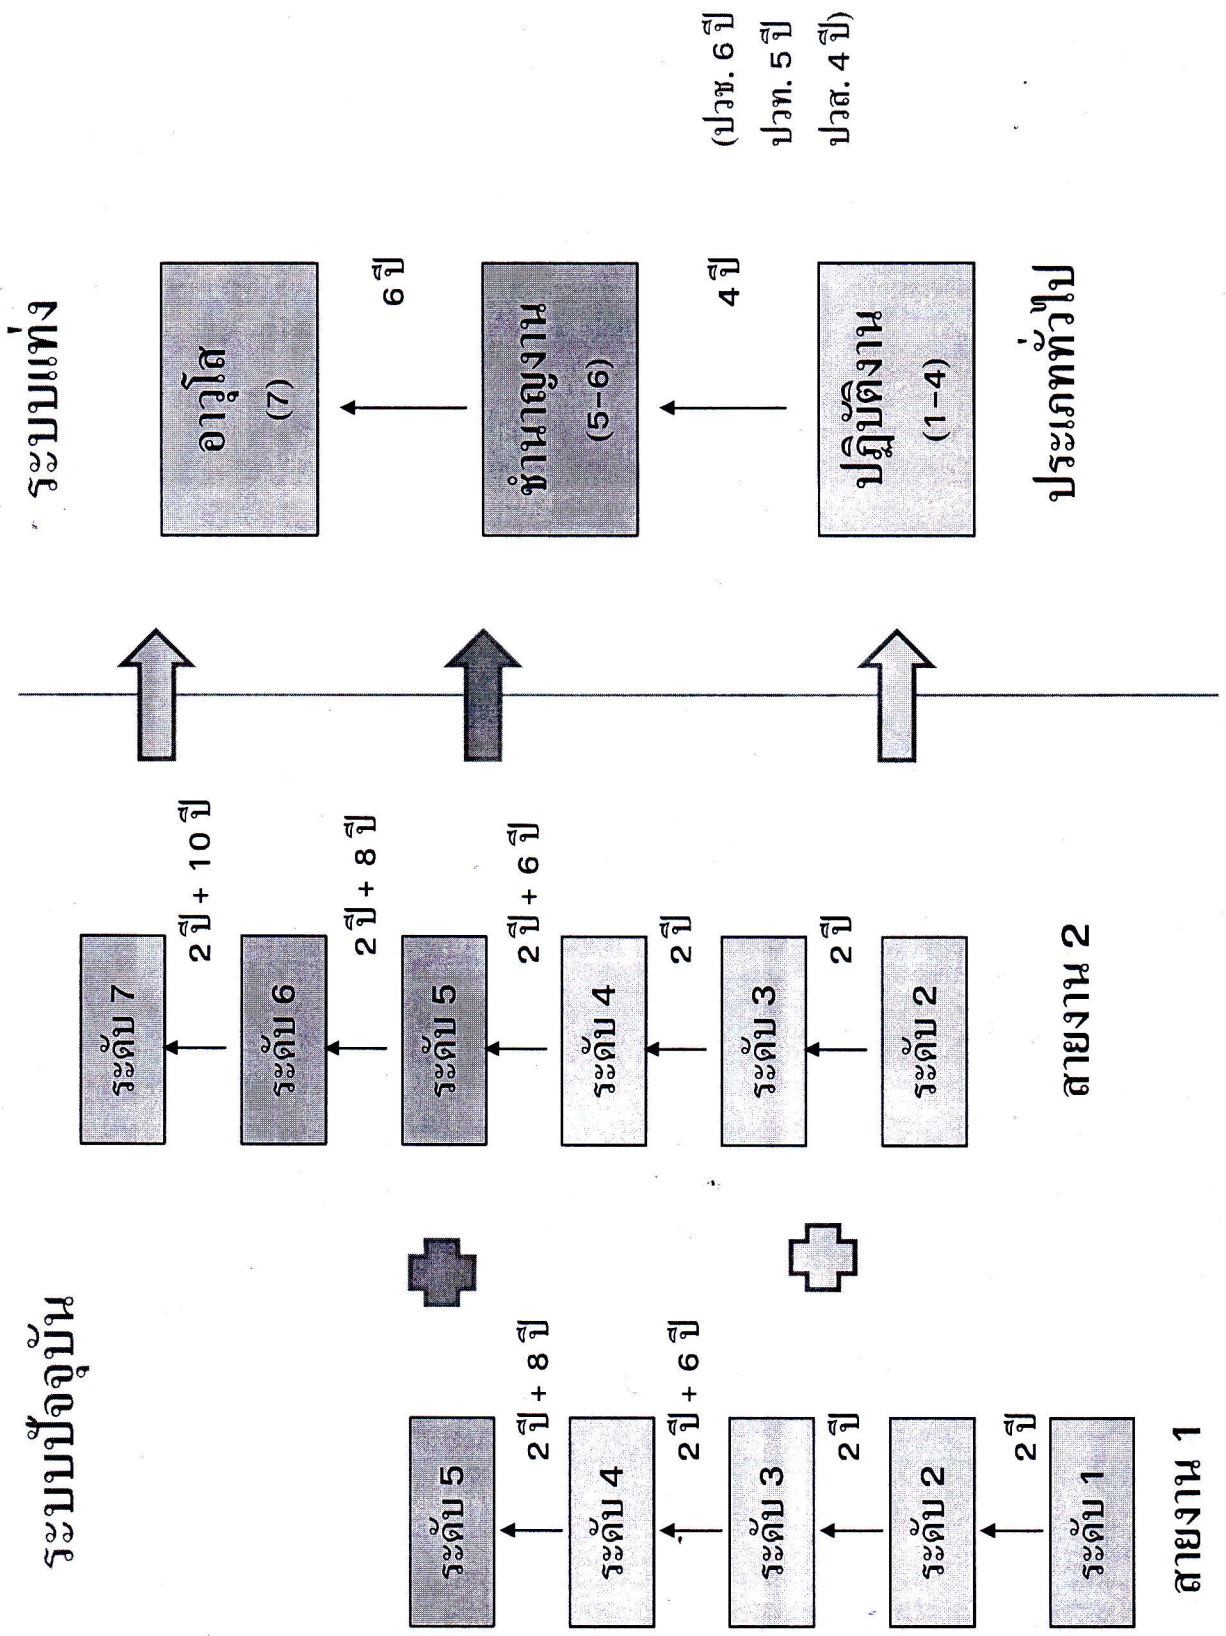 ระบบปัจจุบัน
ระบบแท่ง
ระดับ 5
2 ปี + 8 ปี
ระดับ 4
2 ปี + 6 ปี
ระดับ 3
2 ปี
ระดับ 2
2 ปี
ระดับ 1
สายงาน 1
ระดับ 7
2 ปี + 10 ปี
ระดับ 6
2 ปี + 8 ปี
ระดับ 5
2 ปี + 6 ปี
ระดับ 4
2 ปี
ระดับ 3
2 ปี
ระดับ 2
สายงาน 2
อาวุโส
(7)
6 ปี
ชำนาญงาน
(5-6)
4 ปี
(ปวช. 6 ปี
ปวท. 5 ปี
ปวส. 4 ปี)
ปฏิบัติงาน
(1-4)
ประเภททั่วไป